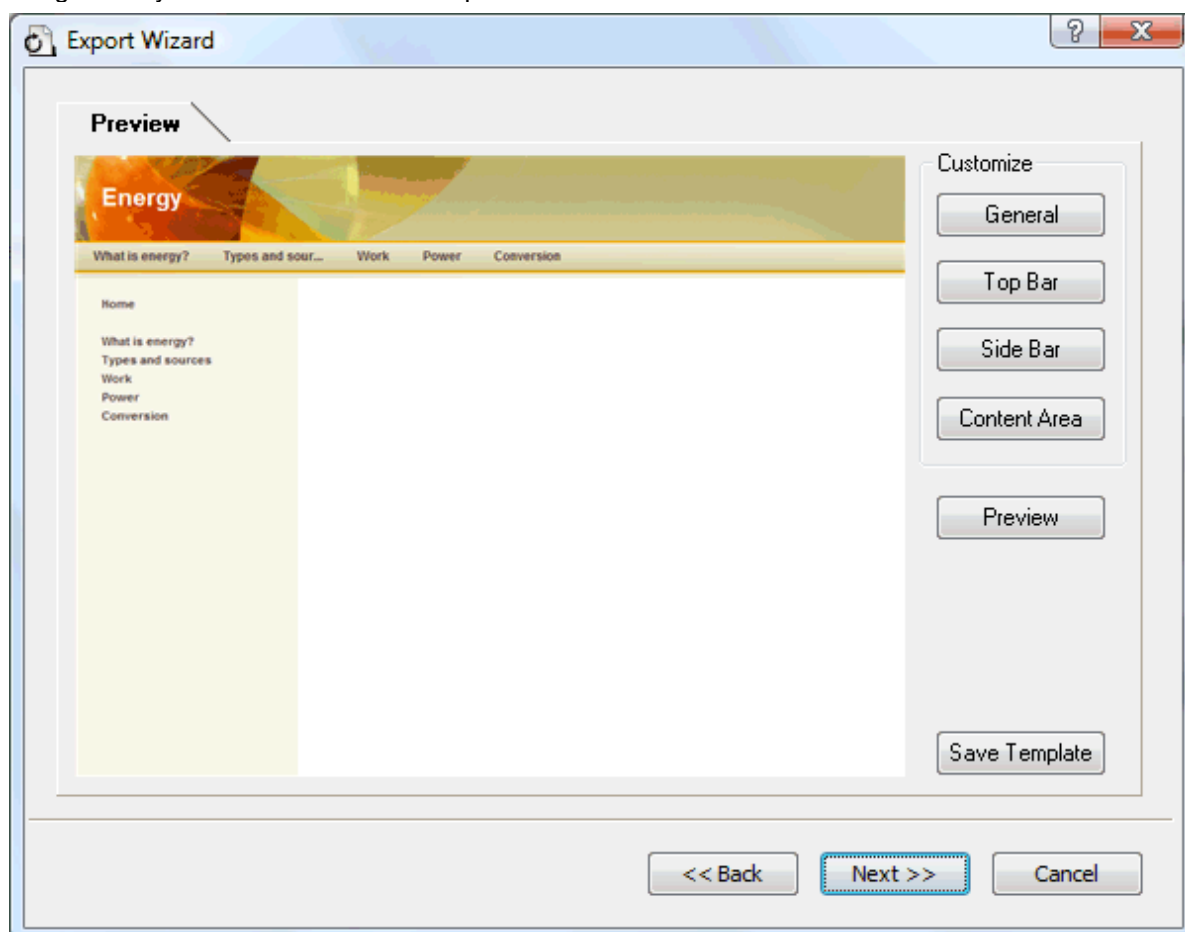 Export Wizard
Preview
Energy
What is energy? Types and sour... Work Power Conversion
Home
What is energy?
Types and sources
Work
Power
Conversion
Customize
General
Top Bar
Side Bar
Content Area
Preview
Save Template
<< Back Next >> Cancel